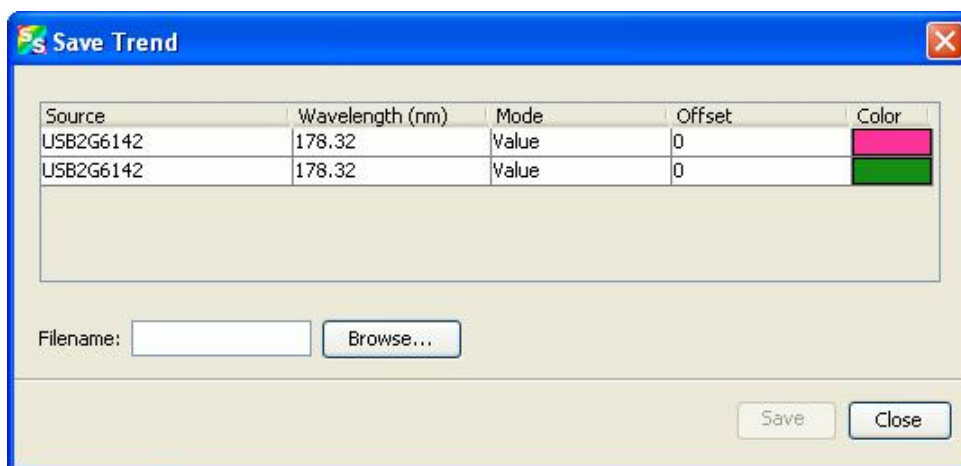 SS Save Trend
Source Wavelength (nm) Mode Offset Color
USB2G6142 178.32 Value 0
USB2G6142 178.32 Value 0
Filename: Browse...
Save Close